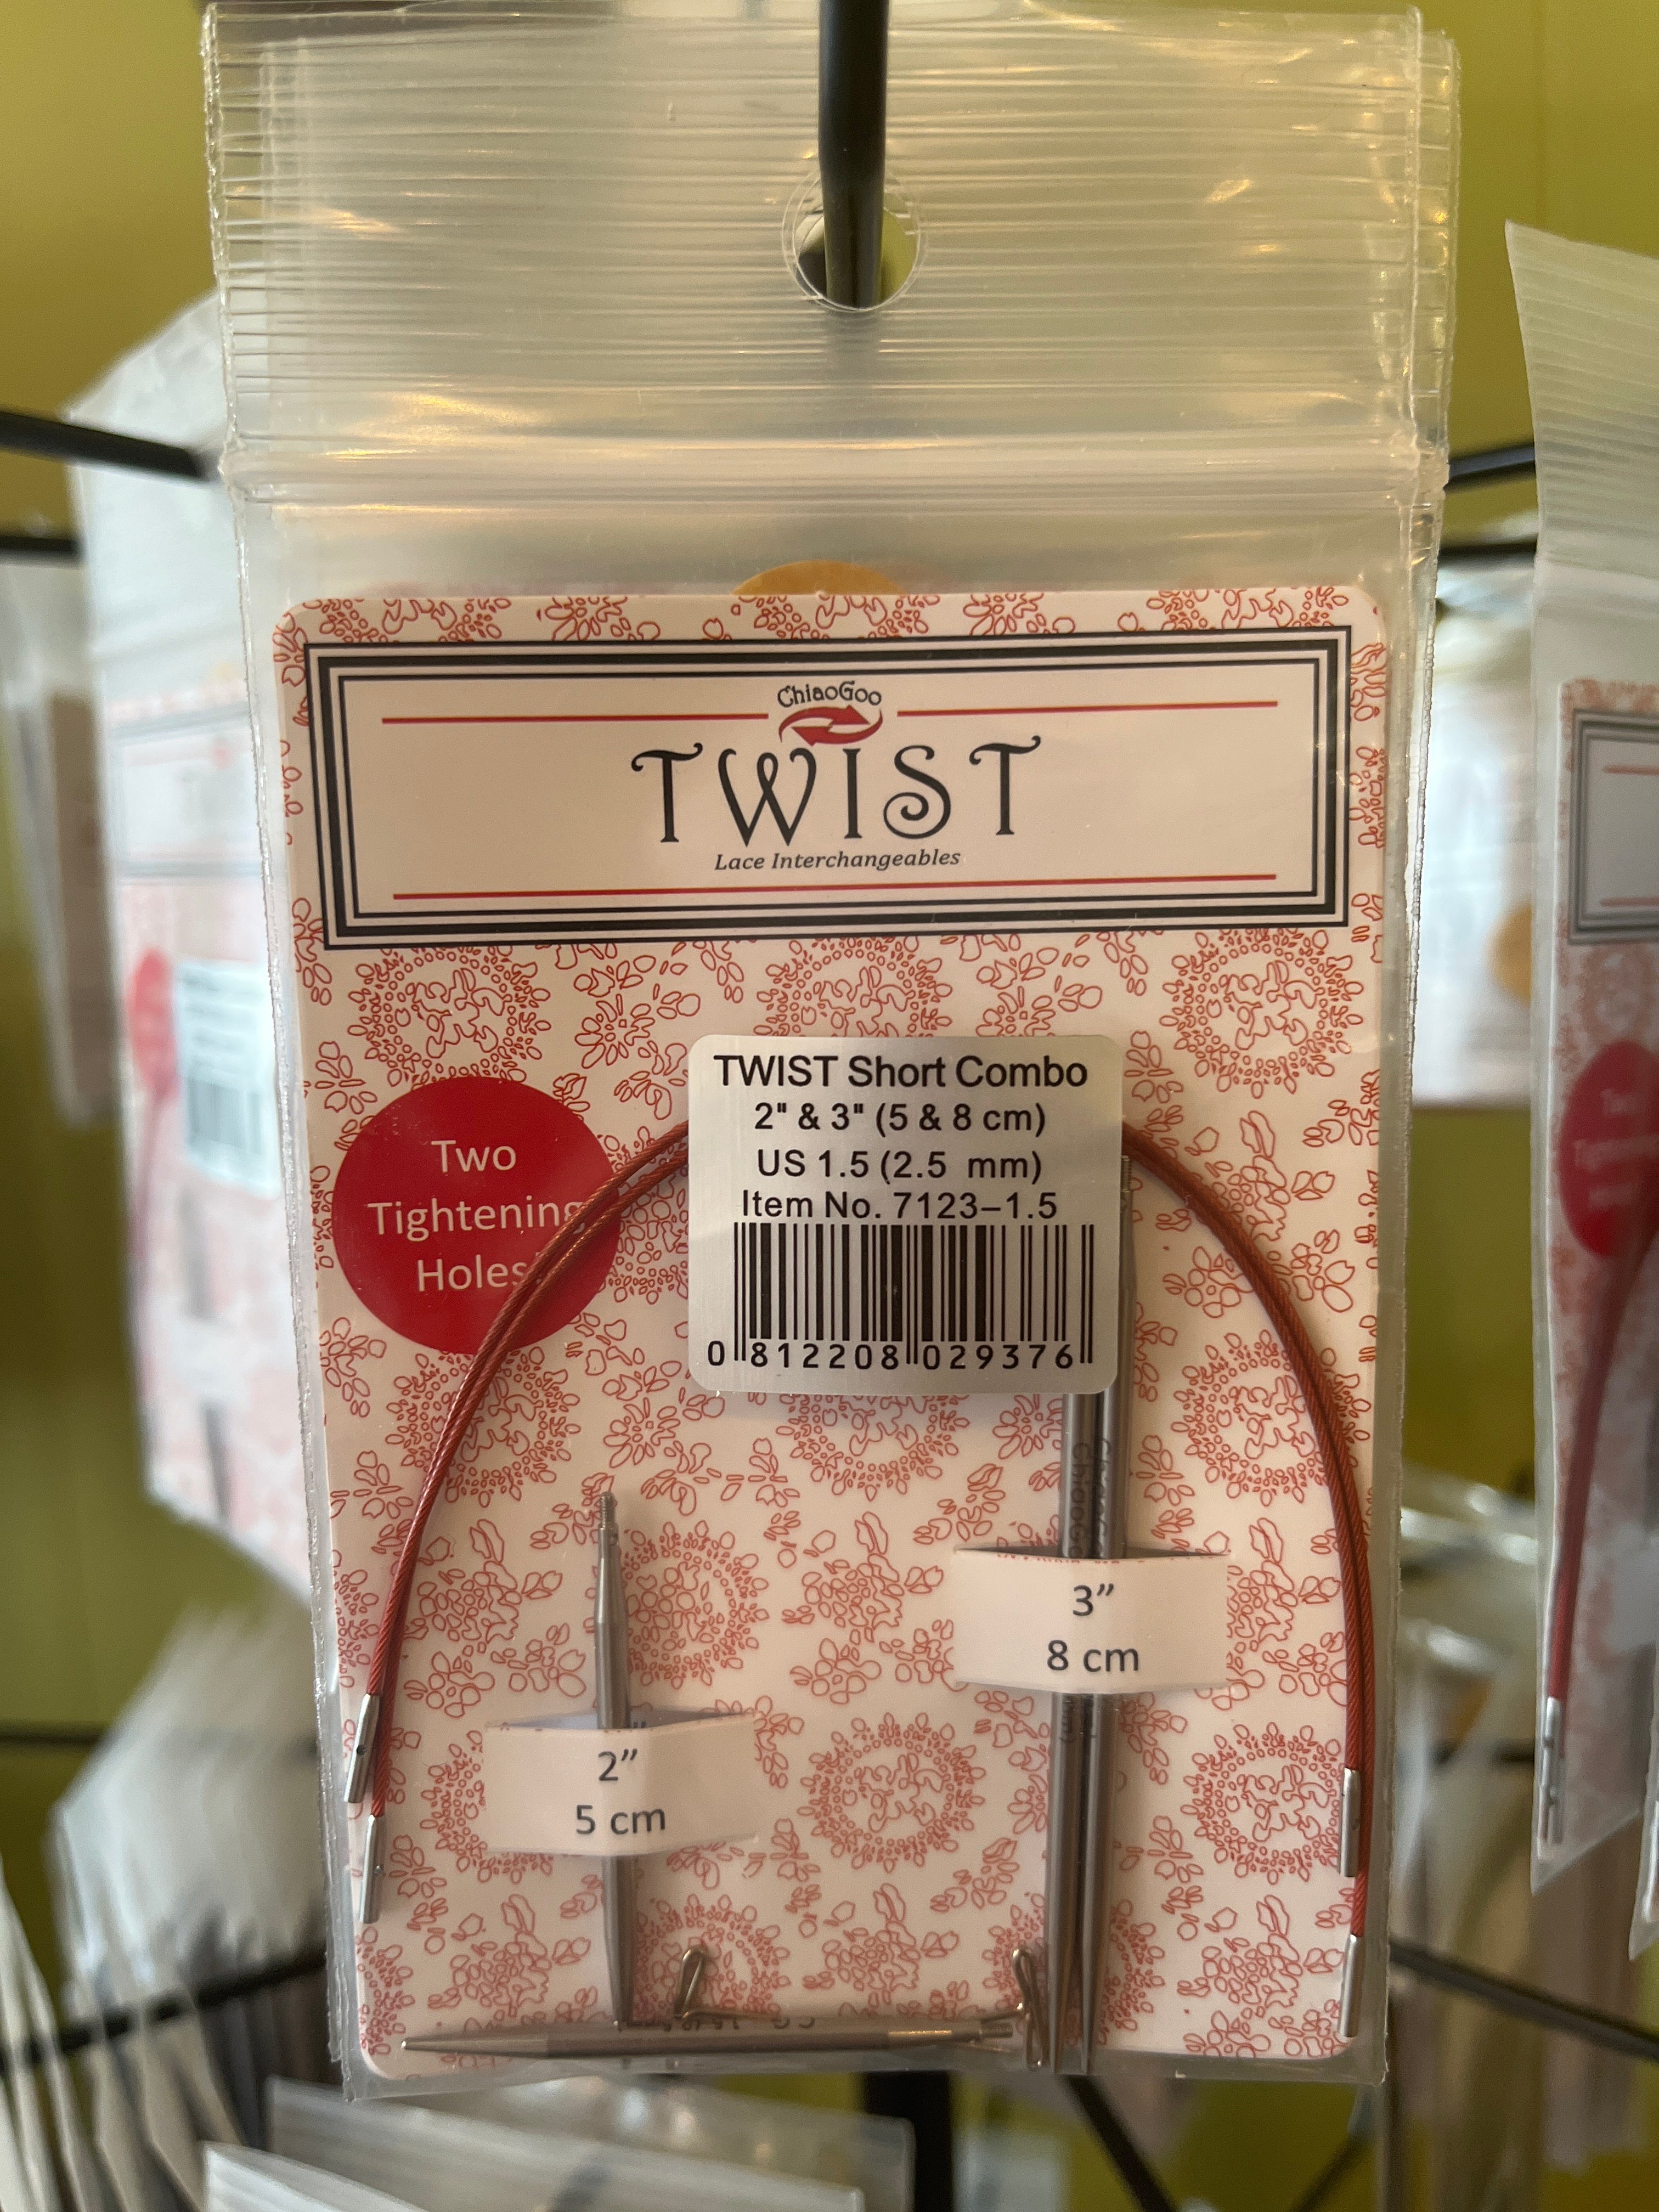 ChiaoGoo
TWIST
Lace Interchangeables
TWIST Short Combo
2" & 3" (5 & 8 cm)
US 1.5 (2.5 mm)
Item No. 7123–1.5
0 812208 029376
Two
Tightening
Holes
3”
8 cm
2”
5 cm